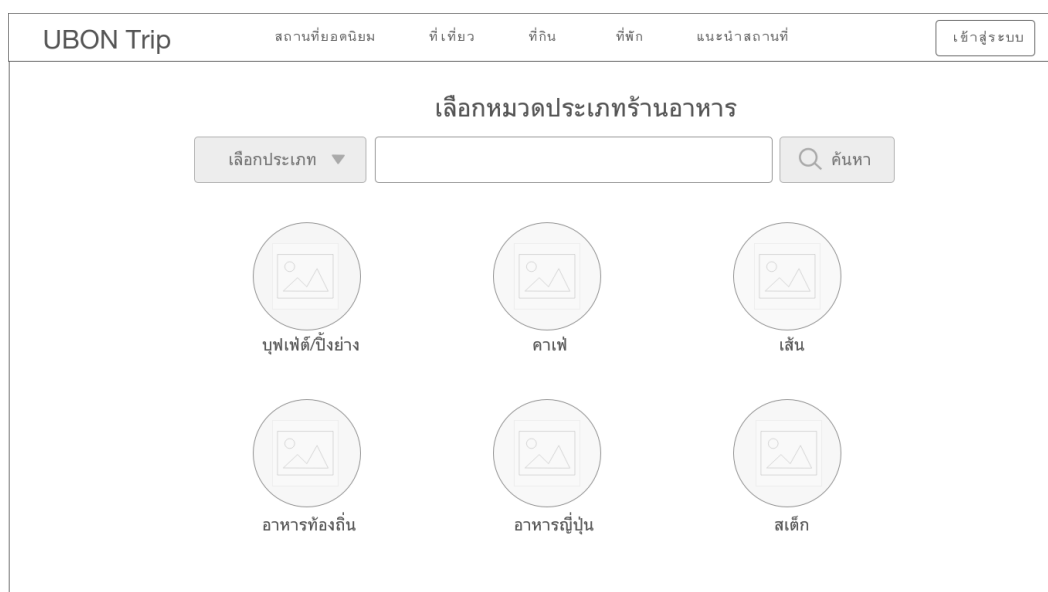 UBON Trip สถานที่ยอดนิยม ที่เที่ยว ที่กิน ที่พัก แนะนำสถานที่ เข้าสู่ระบบ
เลือกหมวดประเภทร้านอาหาร
เลือกประเภท ค้นหา
บุฟเฟ่ต์/ปิ้งย่าง คาเฟ่ เส้น
อาหารท้องถิ่น อาหารญี่ปุ่น สเต็ก